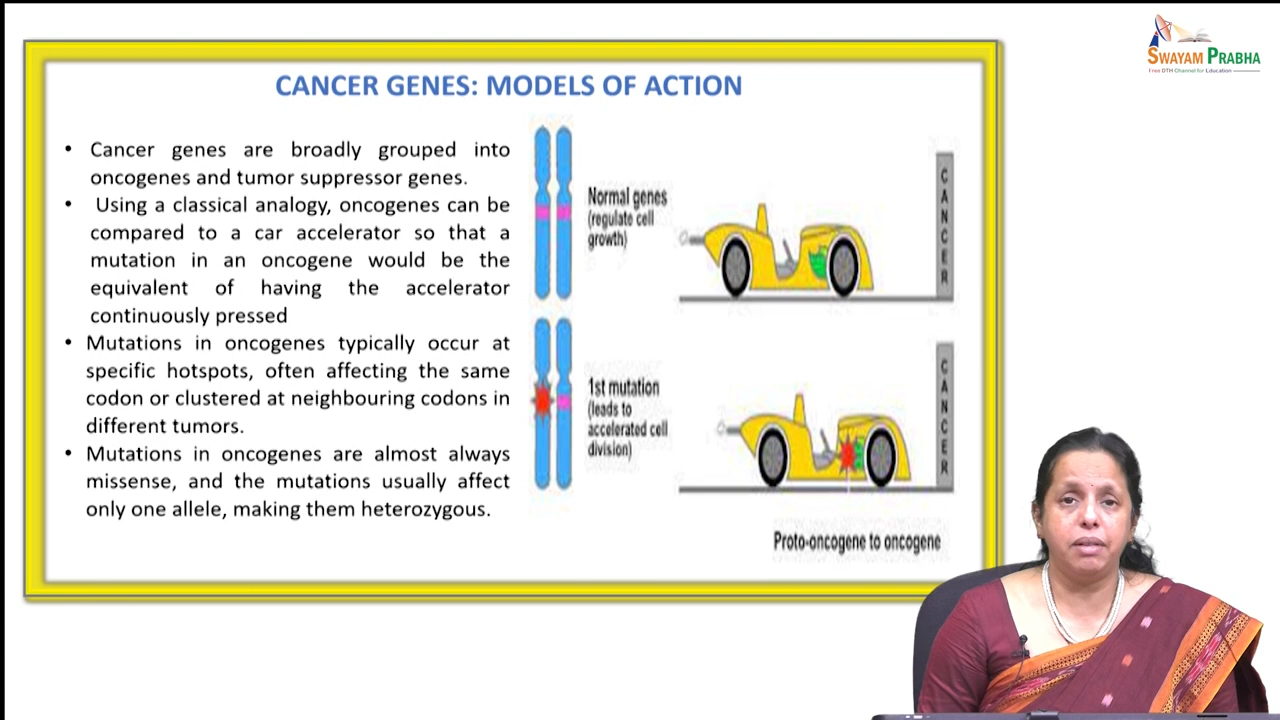 SWAYAM PRABHA
Free DTH Channel for Education
CANCER GENES: MODELS OF ACTION
• Cancer genes are broadly grouped into
oncogenes and tumor suppressor genes.
• Using a classical analogy, oncogenes can be
compared to a car accelerator so that a
mutation in an oncogene would be the
equivalent of having the accelerator
continuously pressed
• Mutations in oncogenes typically occur at
specific hotspots, often affecting the same
codon or clustered at neighbouring codons in
different tumors.
• Mutations in oncogenes are almost always
missense, and the mutations usually affect
only one allele, making them heterozygous.
Normal genes
(regulate cell
growth)
CANCER
1st mutation
(leads to
accelerated cell
division)
CANCER
Proto-oncogene to oncogene